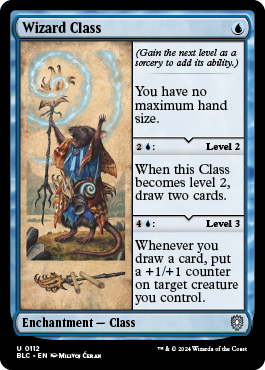 Wizard Class
(Gain the next level as a
sorcery to add its ability.)
You have no
maximum hand
size.
2 : Level 2
When this Class
becomes level 2,
draw two cards.
4 : Level 3
Whenever you
draw a card, put
a +1/+1 counter
on target creature
you control.
Enchantment — Class
U 0112
BLC • EN Milivoj Ćeran
™ & © 2024 Wizards of the Coast